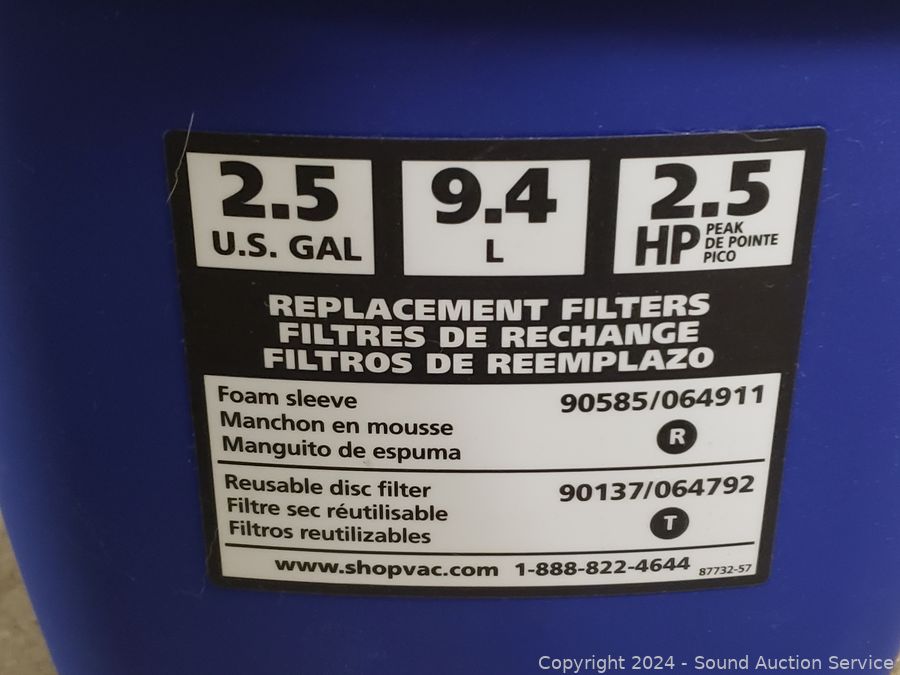 2.5
U.S. GAL
9.4
L
2.5
HP PEAK
DE POINTE
PICO
REPLACEMENT FILTERS
FILTRES DE RECHANGE
FILTROS DE REEMPLAZO
Foam sleeve
Manchon en mousse
Manguito de espuma
90585/064911
R
Reusable disc filter
Filtre sec réutilisable
Filtros reutilizables
90137/064792
T
www.shopvac.com 1-888-822-4644 87732-57
Copyright 2024 - Sound Auction Service